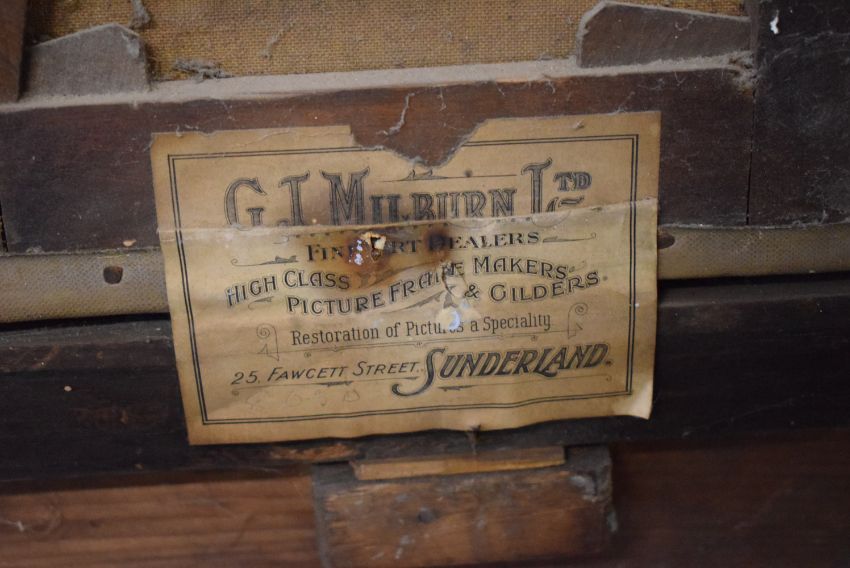 G. J. MILBURN, LTD
FINE ART DEALERS
HIGH CLASS PICTURE FRAME MAKERS
& GILDERS.
Restoration of Pictures a Speciality
25, FAWCETT STREET, SUNDERLAND.